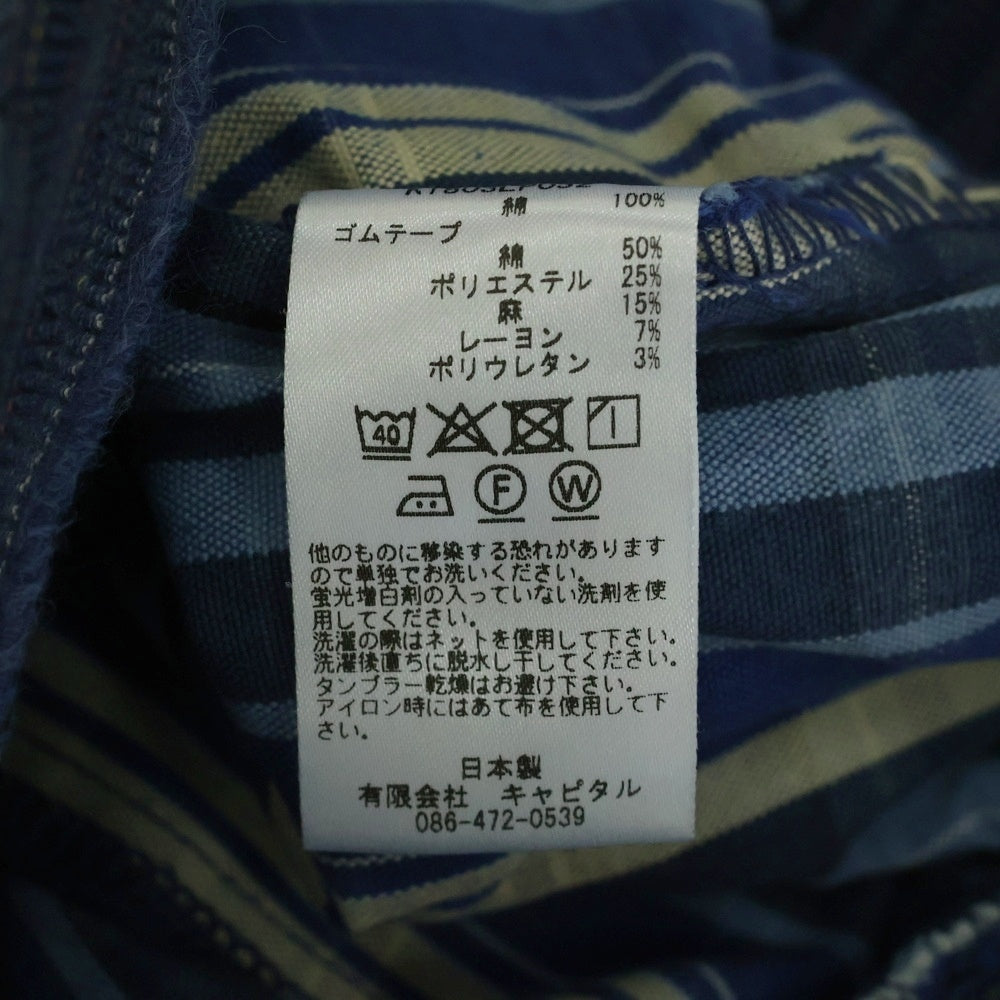 綿 100%
ゴムテープ
綿 50%
ポリエステル 25%
麻 15%
レーヨン 7%
ポリウレタン 3%
40
F W
他のものに移染する恐れがあります
ので単独でお洗いください。
蛍光増白剤の入っていない洗剤を使
用してください。
洗濯の際はネットを使用して下さい。
洗濯後直ちに脱水し干してください。
タンブラー乾燥はお避け下さい。
アイロン時にはあて布を使用して下
さい。
日本製
有限会社 キャピタル
086-472-0539